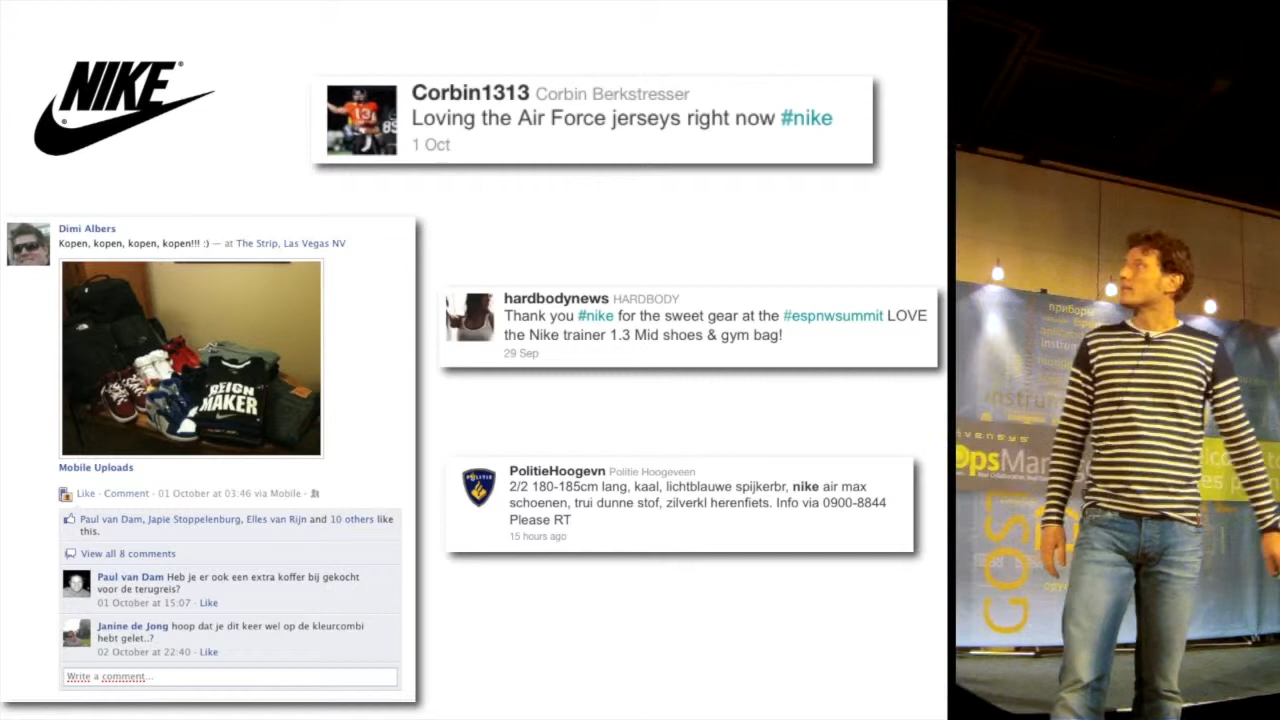 NIKE®
®
Corbin1313 Corbin Berkstresser
Loving the Air Force jerseys right now #nike
1 Oct
Dimi Albers
Kopen, kopen, kopen, kopen!!! :) — at The Strip, Las Vegas NV
REIGN
MAKER
Mobile Uploads
Like · Comment · 01 October at 03:46 via Mobile ·
Paul van Dam, Japie Stoppelenburg, Elles van Rijn and 10 others like
this.
View all 8 comments
Paul van Dam Heb je er ook een extra koffer bij gekocht
voor de terugreis?
01 October at 15:07 · Like
Janine de Jong hoop dat je dit keer wel op de kleurcombi
hebt gelet..?
02 October at 22:40 · Like
Write a comment...
hardbodynews HARDBODY
Thank you #nike for the sweet gear at the #espnwsummit LOVE
the Nike trainer 1.3 Mid shoes & gym bag!
29 Sep
POLITIE
PolitieHoogevn Politie Hoogeveen
2/2 180-185cm lang, kaal, lichtblauwe spijkerbr, nike air max
schoenen, trui dunne stof, zilverkl herenfiets. Info via 0900-8844
Please RT
15 hours ago
приборы
instru
OpsMana